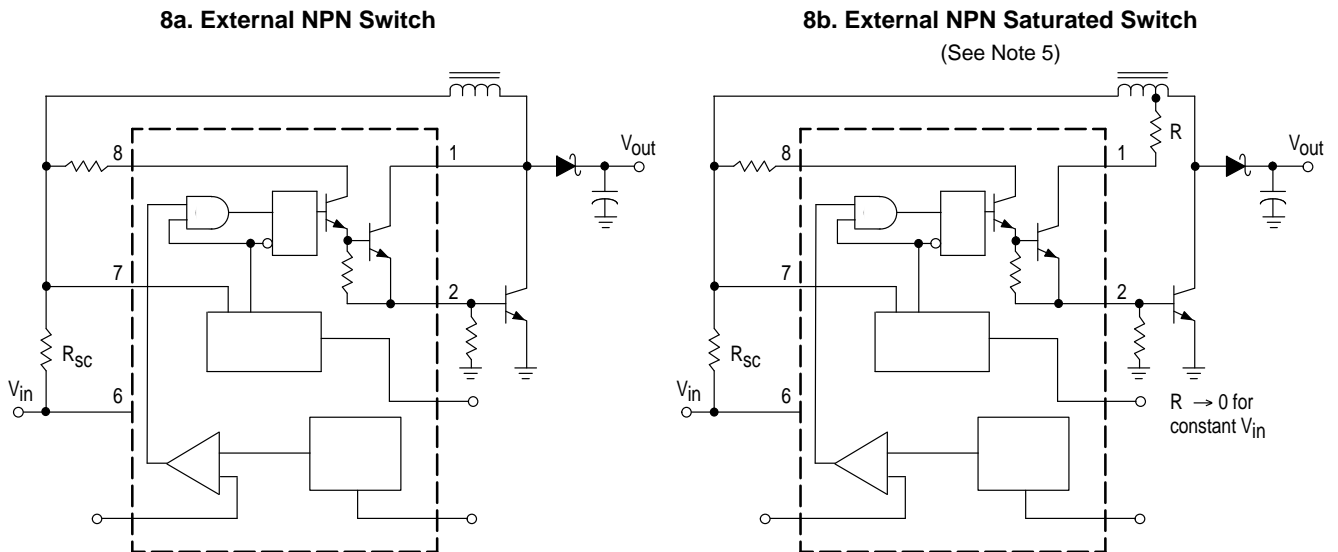 8a. External NPN Switch
8
1
Vout
7
2
Rsc
Vin
6
8b. External NPN Saturated Switch
(See Note 5)
R
8
1
Vout
7
2
Rsc
Vin
6
R → 0 for
constant Vin